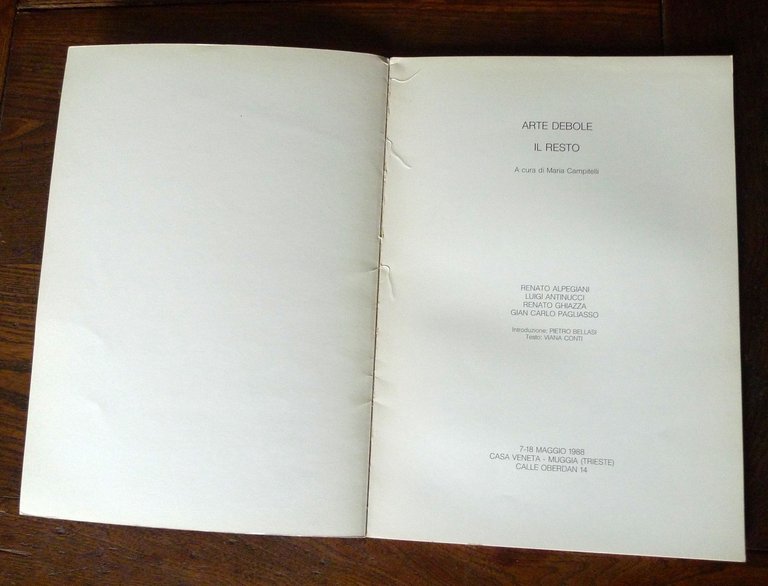 ARTE DEBOLE
IL RESTO
A cura di Maria Campitelli
RENATO ALPEGIANI
LUIGI ANTINUCCI
RENATO GHIAZZA
GIAN CARLO PAGLIASSO
Introduzione: PIETRO BELLASI
Testo: VIANA CONTI
7-18 MAGGIO 1988
CASA VENETA - MUGGIA (TRIESTE)
CALLE OBERDAN 14